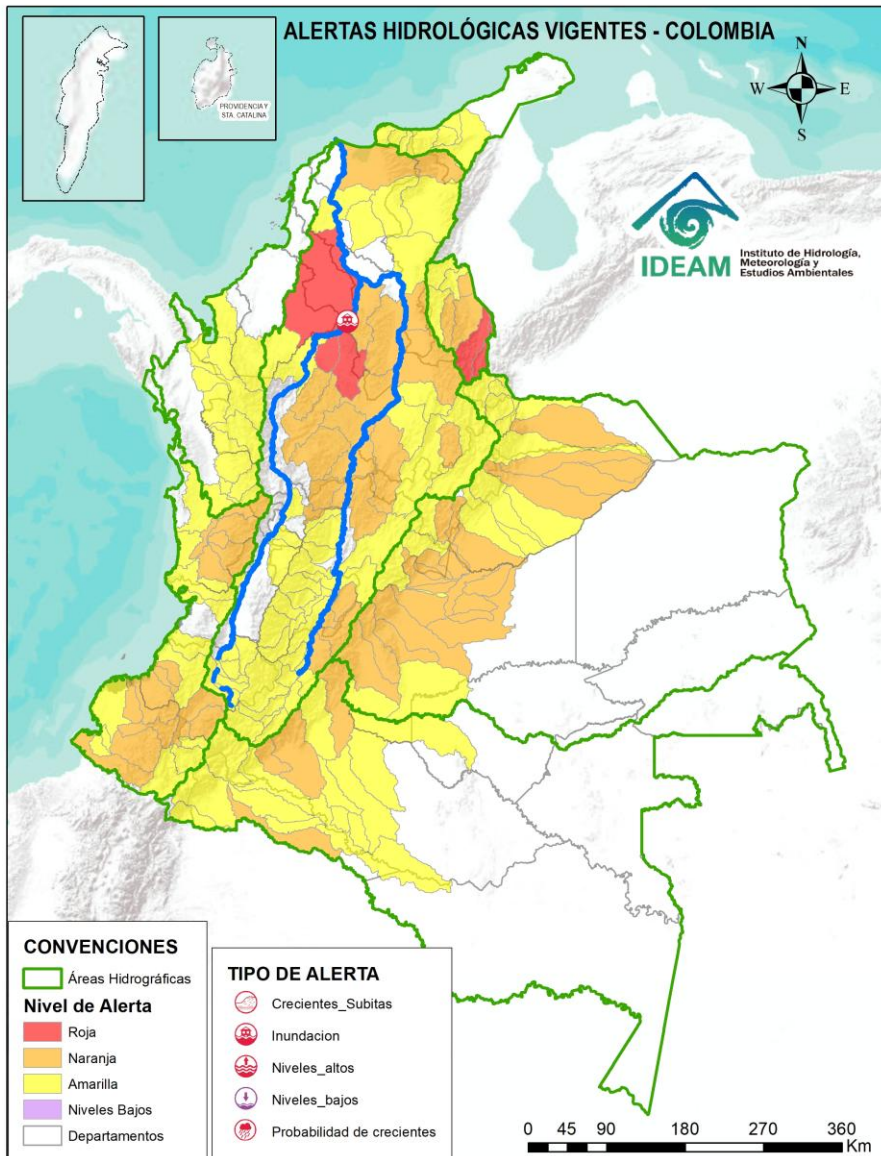 ALERTAS HIDROLÓGICAS VIGENTES - COLOMBIA
PROVIDENCIA Y
STA. CATALINA
N
W
E
S
IDEAM
Instituto de Hidrología,
Meteorología y
Estudios Ambientales
CONVENCIONES
Áreas Hidrográficas
Nivel de Alerta
Roja
Naranja
Amarilla
Niveles Bajos
Departamentos
TIPO DE ALERTA
Crecientes_Subitas
Inundacion
Niveles_altos
Niveles_bajos
Probabilidad de crecientes
0 45 90 180 270 360
Km